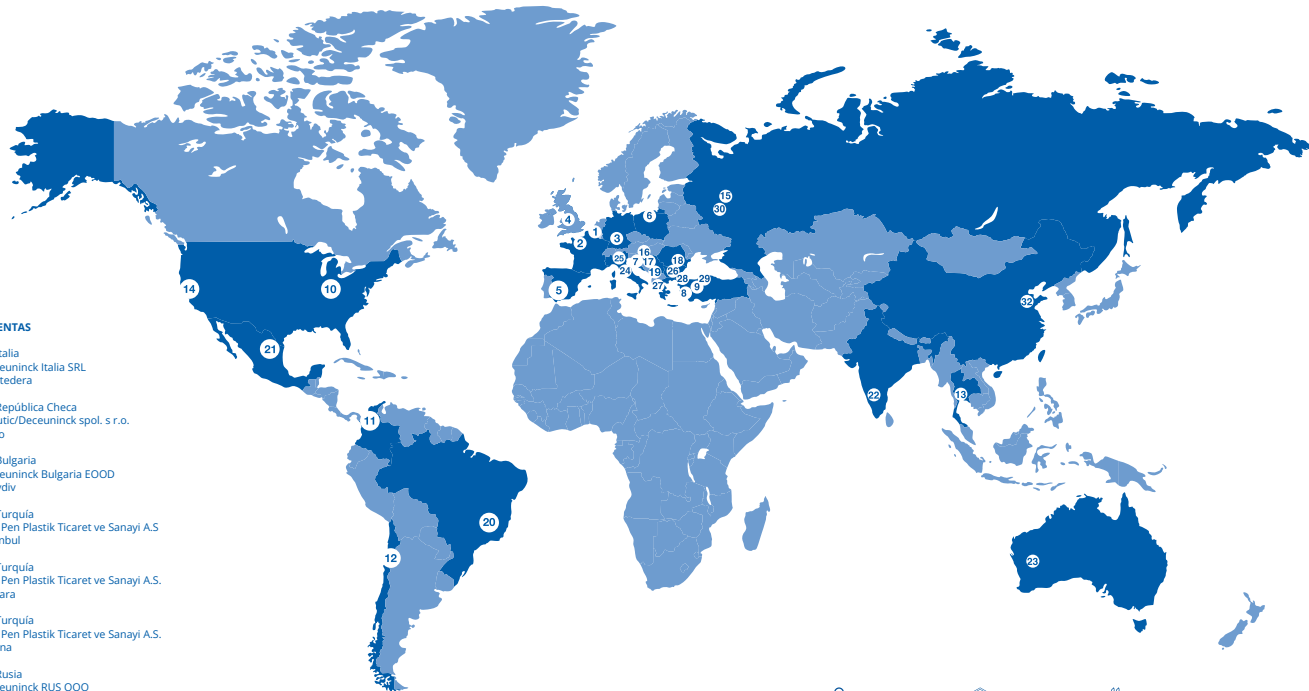 15
30
6
4
1
3
2
16
25
7
17
18
24
19
26
28
29
27
8
9
5
14
10
32
21
22
13
11
20
12
23
ENTAS
talia
euninck Italia SRL
tedera
República Checa
utic/Deceuninck spol. s r.o.
o
Bulgaria
euninck Bulgaria EOOD
vdiv
Turquía
Pen Plastik Ticaret ve Sanayi A.S
nbul
Turquía
Pen Plastik Ticaret ve Sanayi A.S.
ara
Turquía
Pen Plastik Ticaret ve Sanayi A.S.
na
Rusia
euninck RUS OOO